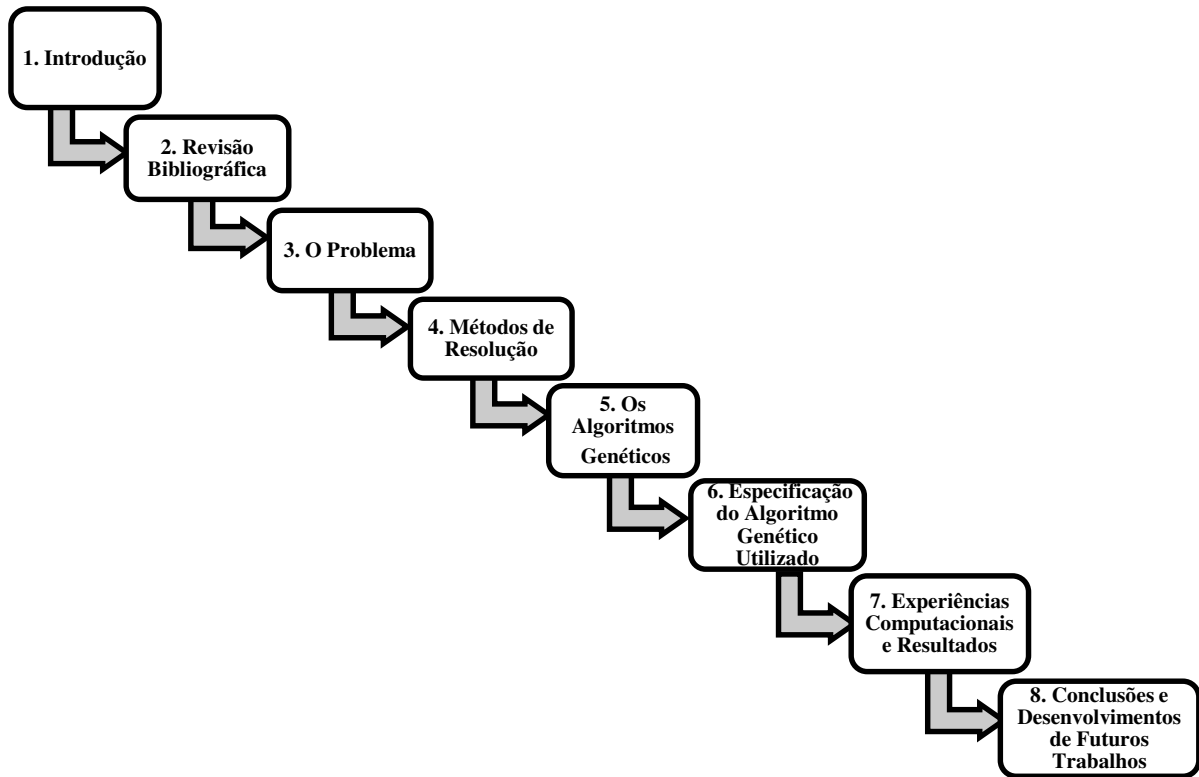 1. Introdução
2. Revisão
Bibliográfica
3. O Problema
4. Métodos de
Resolução
5. Os
Algoritmos
Genéticos
6. Especificação
do Algoritmo
Genético
Utilizado
7. Experiências
Computacionais
e Resultados
8. Conclusões e
Desenvolvimentos
de Futuros
Trabalhos